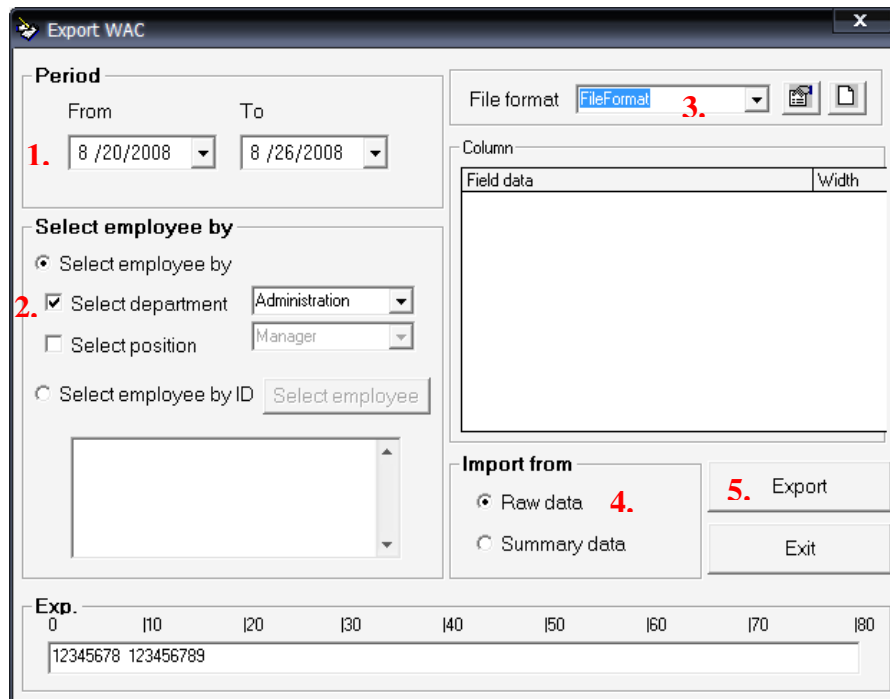 Export WAC
x
Period
From To
1. 8 /20/2008 8 /26/2008
Select employee by
Select employee by
2. Select department Administration
Select position Manager
Select employee by ID Select employee
File format FileFormat 3.
Column
Field data Width
Import from
Raw data 4.
Summary data
5. Export
Exit
Exp.
0 |10 |20 |30 |40 |50 |60 |70 |80
12345678 123456789